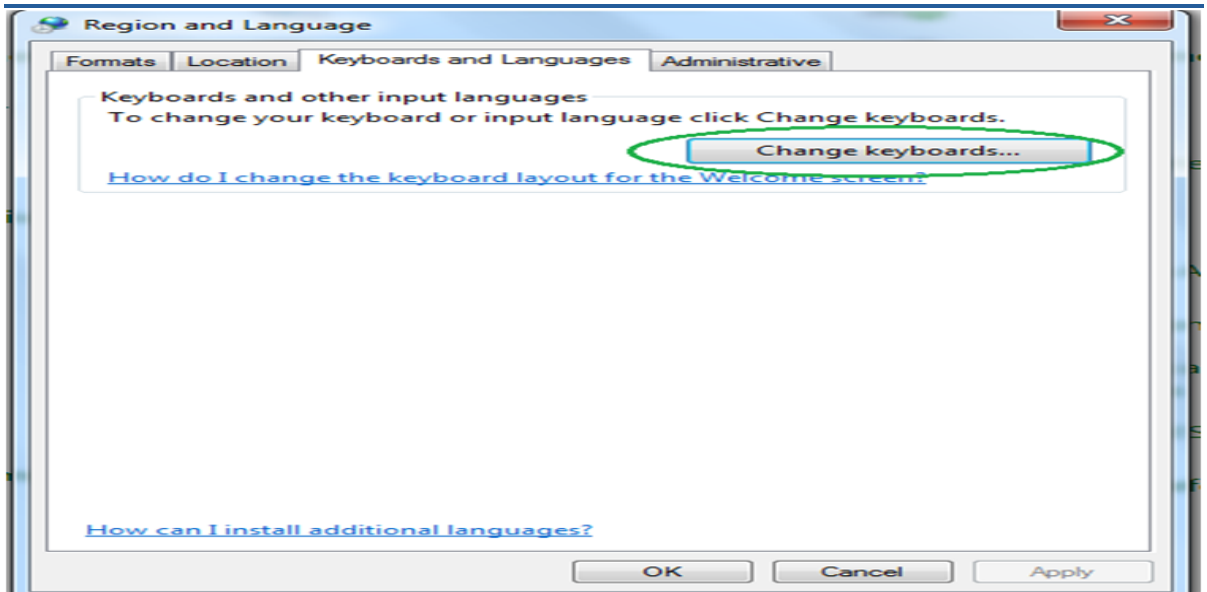 Region and Language
Formats Location Keyboards and Languages Administrative
Keyboards and other input languages
To change your keyboard or input language click Change keyboards.
Change keyboards...
How do I change the keyboard layout for the Welcome screen?
How can I install additional languages?
OK Cancel Apply